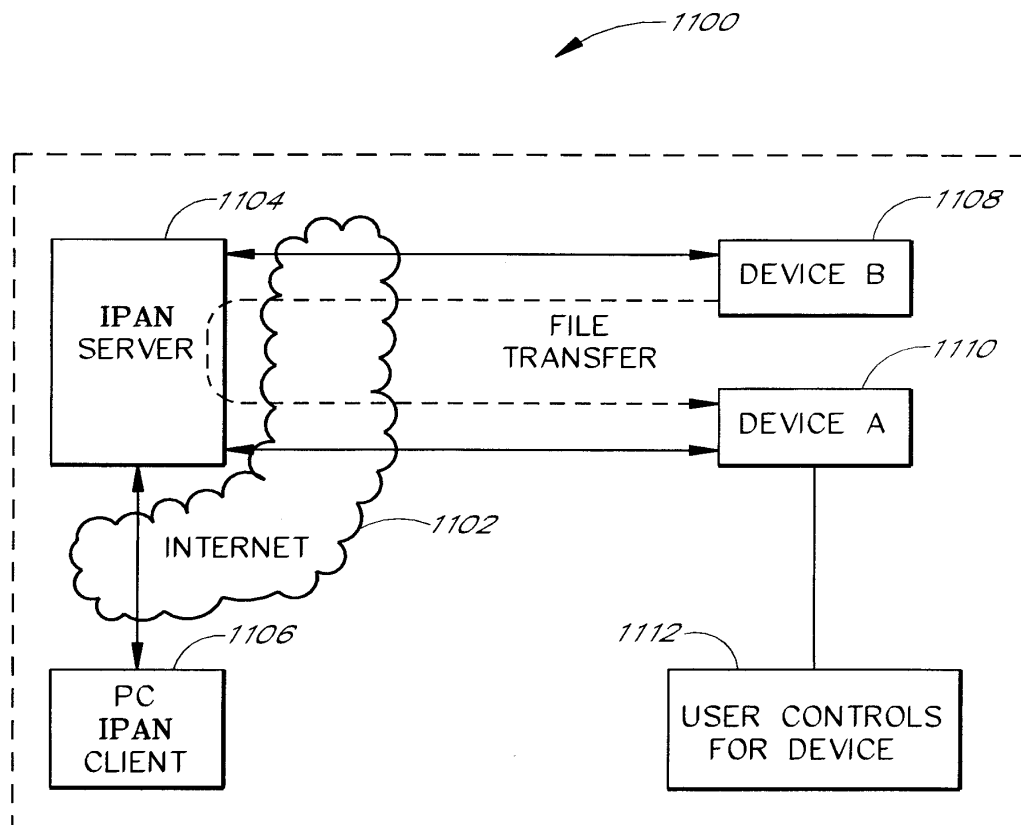 1100
1104
1108
IPAN
SERVER
DEVICE B
FILE
TRANSFER
1110
DEVICE A
INTERNET
1102
1106
PC
IPAN
CLIENT
1112
USER CONTROLS
FOR DEVICE